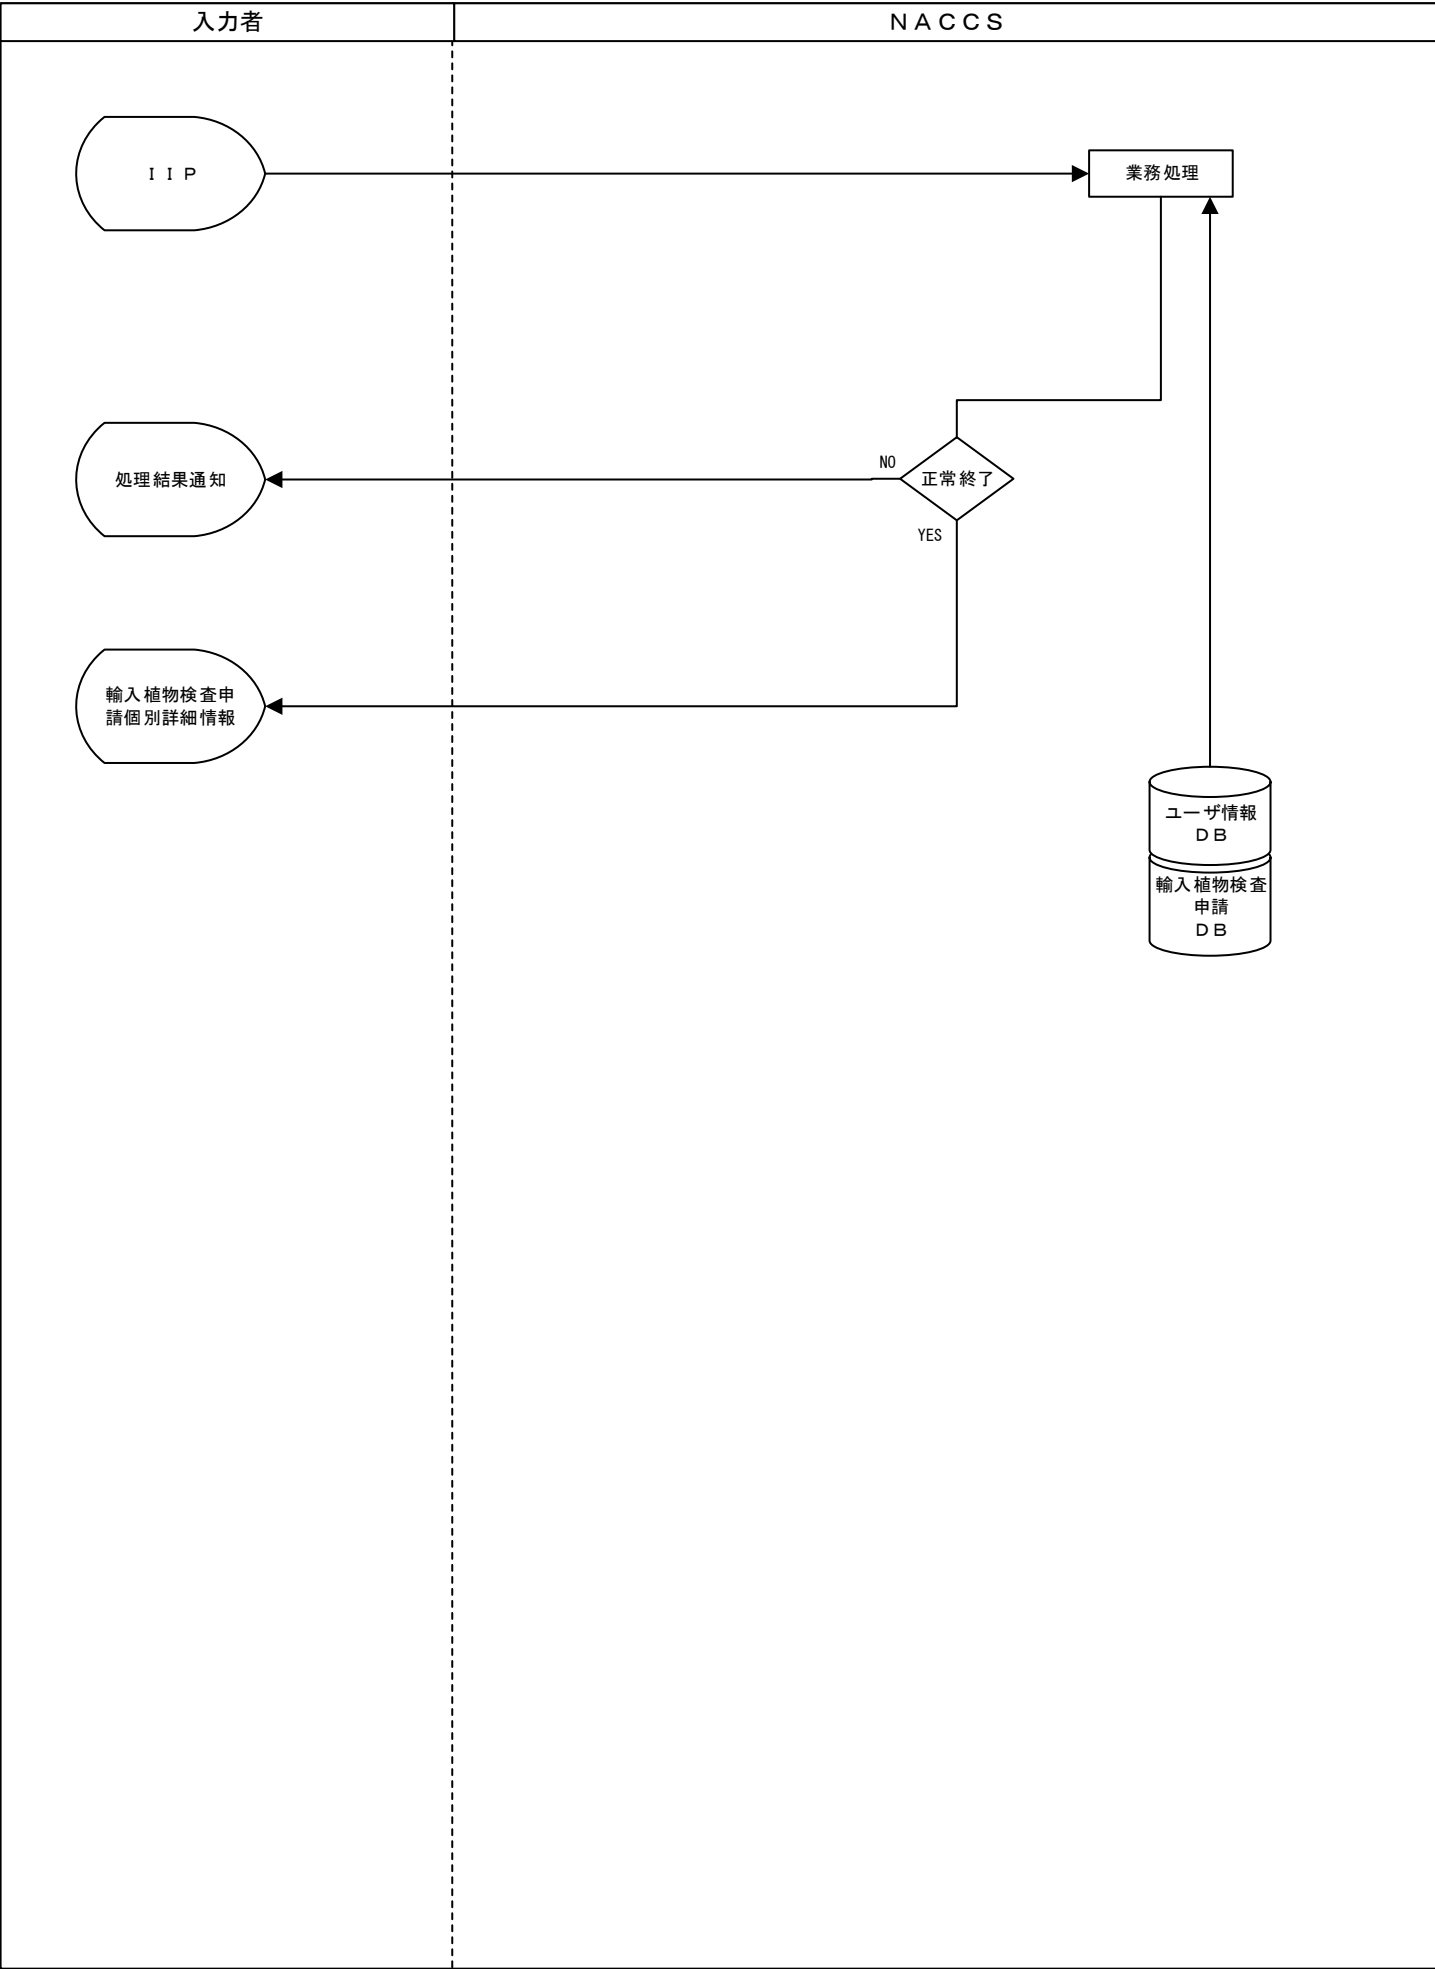 入力者
ＮＡＣＣＳ
ＩＩＰ
業務処理
処理結果通知
NO
正常終了
YES
輸入植物検査申
請個別詳細情報
ユーザ情報
ＤＢ
輸入植物検査
申請
ＤＢ